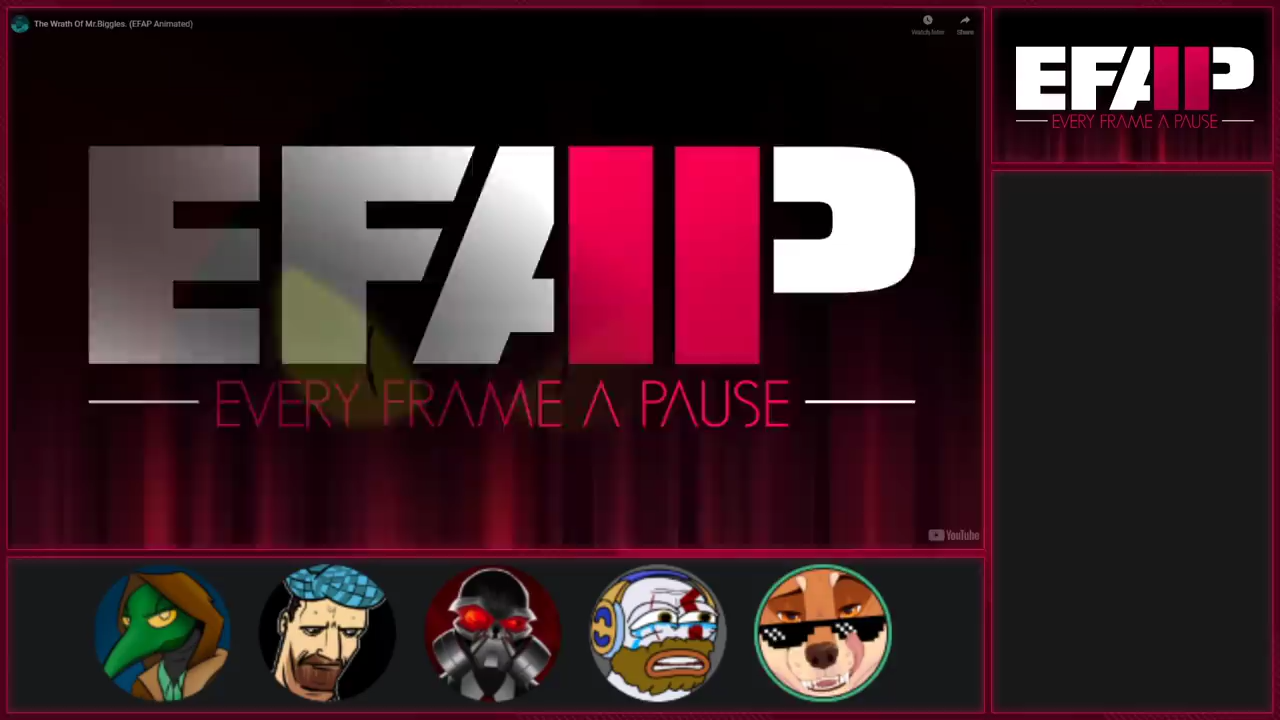 The Wrath Of Mr.Biggles. (EFAP Animated)
Watch later
Share
EFAP
EVERY FRAME A PAUSE
YouTube
EFAP
EVERY FRAME A PAUSE